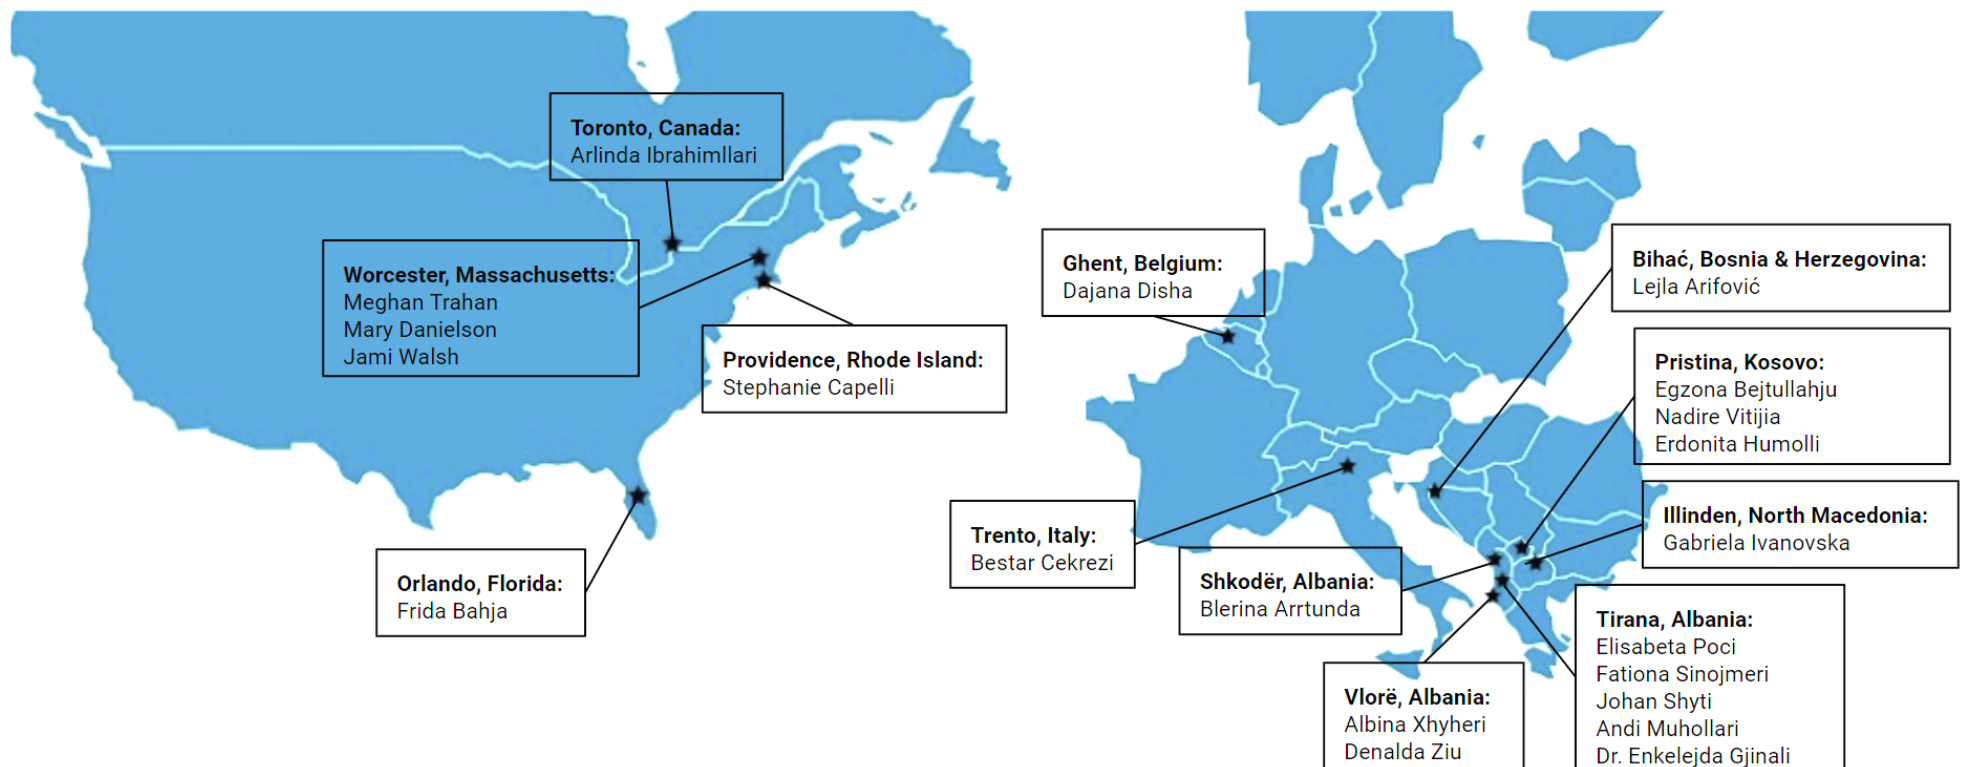 Toronto, Canada:
Arlinda Ibrahimllari
Worcester, Massachusetts:
Meghan Trahan
Mary Danielson
Jami Walsh
Providence, Rhode Island:
Stephanie Capelli
Orlando, Florida:
Frida Bahja
Ghent, Belgium:
Dajana Disha
Bihać, Bosnia & Herzegovina:
Lejla Arifović
Pristina, Kosovo:
Egzona Bejtullahju
Nadire Vitijia
Erdonita Humolli
Trento, Italy:
Bestar Cekrezi
Illinden, North Macedonia:
Gabriela Ivanovska
Shkodër, Albania:
Blerina Arrtunda
Tirana, Albania:
Elisabeta Poci
Fationa Sinojmeri
Johan Shyti
Andi Muhollari
Dr. Enkelejda Gjinali
Vlorë, Albania:
Albina Xhyheri
Denalda Ziu